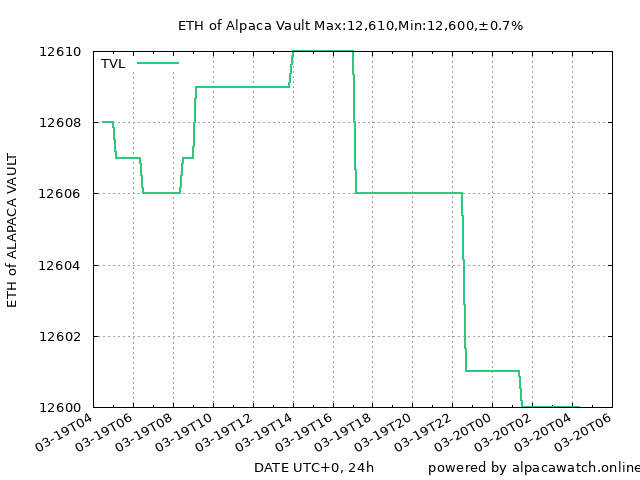 ETH of Alpaca Vault Max:12,610,Min:12,600,±0.7%
TVL
12610
12608
12606
12604
12602
12600
ETH of ALAPACA VAULT
03-19T04
03-19T06
03-19T08
03-19T10
03-19T12
03-19T14
03-19T16
03-19T18
03-19T20
03-19T22
03-20T00
03-20T02
03-20T04
03-20T06
DATE UTC+0, 24h
powered by alpacawatch.online